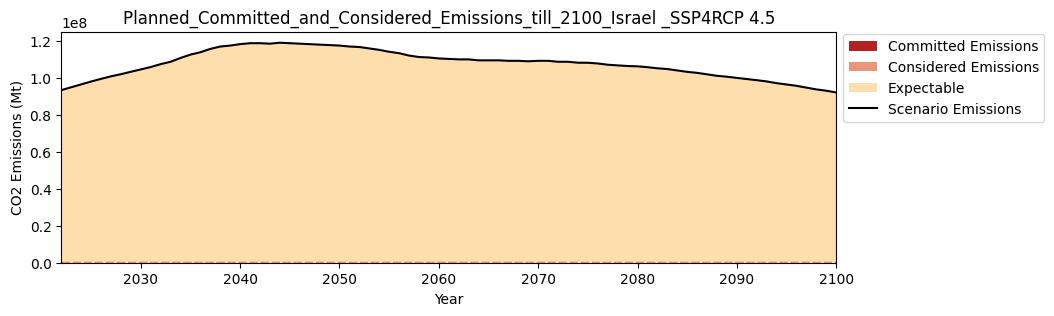 Planned_Committed_and_Considered_Emissions_till_2100_Israel _SSP4RCP 4.5
1e8
1.2
1.0
0.8
0.6
0.4
0.2
0.0
CO2 Emissions (Mt)
2030 2040 2050 2060 2070 2080 2090 2100
Year
Committed Emissions
Considered Emissions
Expectable
Scenario Emissions